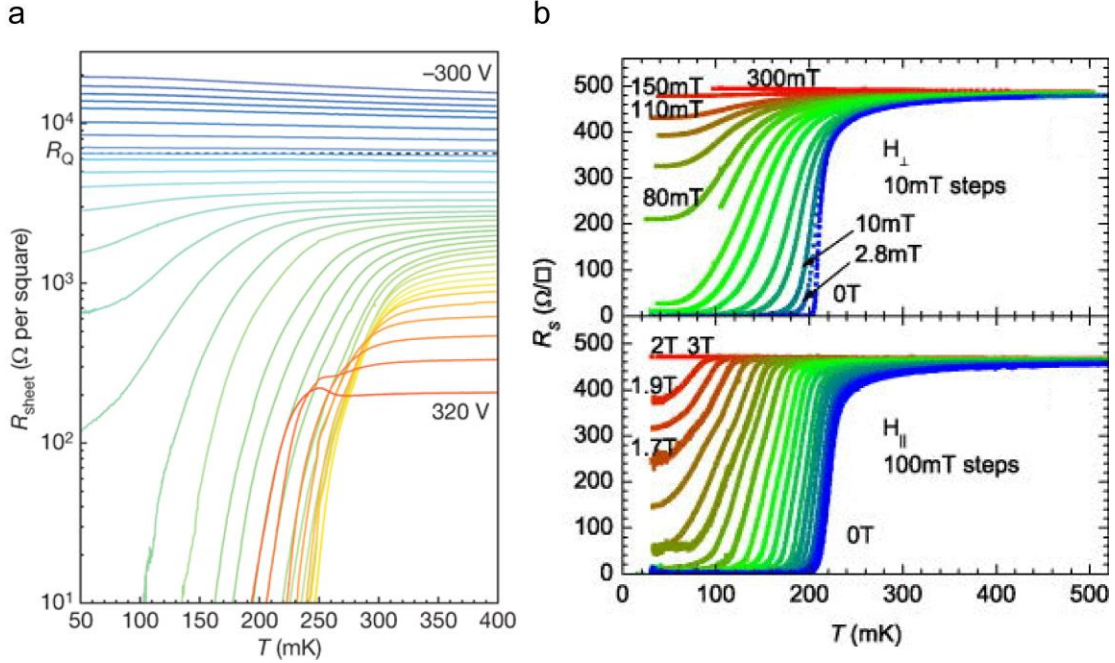 a
−300 V
10⁴
R_Q
10³
10²
10¹
R_sheet (Ω per square)
320 V
50 100 150 200 250 300 350 400
T (mK)
b
500
400
300
200
100
0
150mT 300mT
110mT
80mT
H⊥
10mT steps
10mT
2.8mT
0T
R_s (Ω/□)
500
400
300
200
100
0
2T 3T
1.9T
1.7T
H||
100mT steps
0T
0 100 200 300 400 500
T (mK)